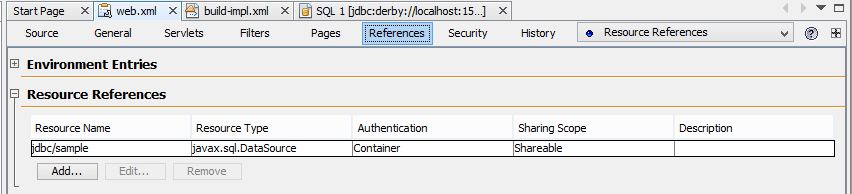 Start Page web.xml build-impl.xml SQL 1 [jdbc:derby://localhost:15...]
Source General Servlets Filters Pages References Security History Resource References
Environment Entries
Resource References
Resource Name Resource Type Authentication Sharing Scope Description
jdbc/sample javax.sql.DataSource Container Shareable
Add... Edit... Remove